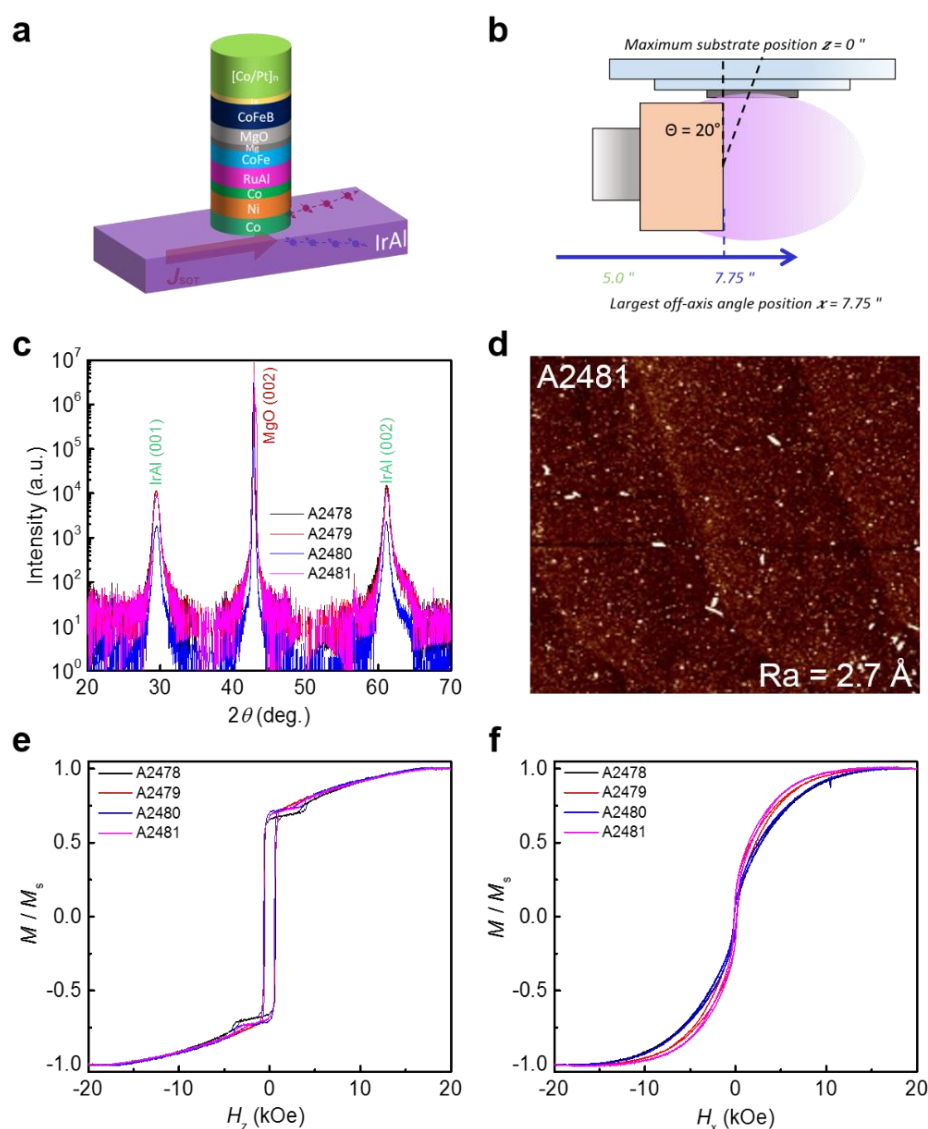 a
[Co/Pt]n
CoFeB
MgO
Mg
CoFe
RuAl
Co
Ni
Co
IrAl
JSOT
b
Maximum substrate position z = 0 "
Θ = 20°
5.0 "
7.75 "
Largest off-axis angle position x = 7.75 "
c
Intensity (a.u.)
10^7
10^6
10^5
10^4
10^3
10^2
10^1
10^0
IrAl (001)
MgO (002)
IrAl (002)
A2478
A2479
A2480
A2481
20 30 40 50 60 70
2θ (deg.)
d
A2481
Ra = 2.7 Å
e
M / Ms
1.0
0.5
0.0
-0.5
-1.0
A2478
A2479
A2480
A2481
-20 -10 0 10 20
Hz (kOe)
f
M / Ms
1.0
0.5
0.0
-0.5
-1.0
A2478
A2479
A2480
A2481
-20 -10 0 10 20
Hx (kOe)